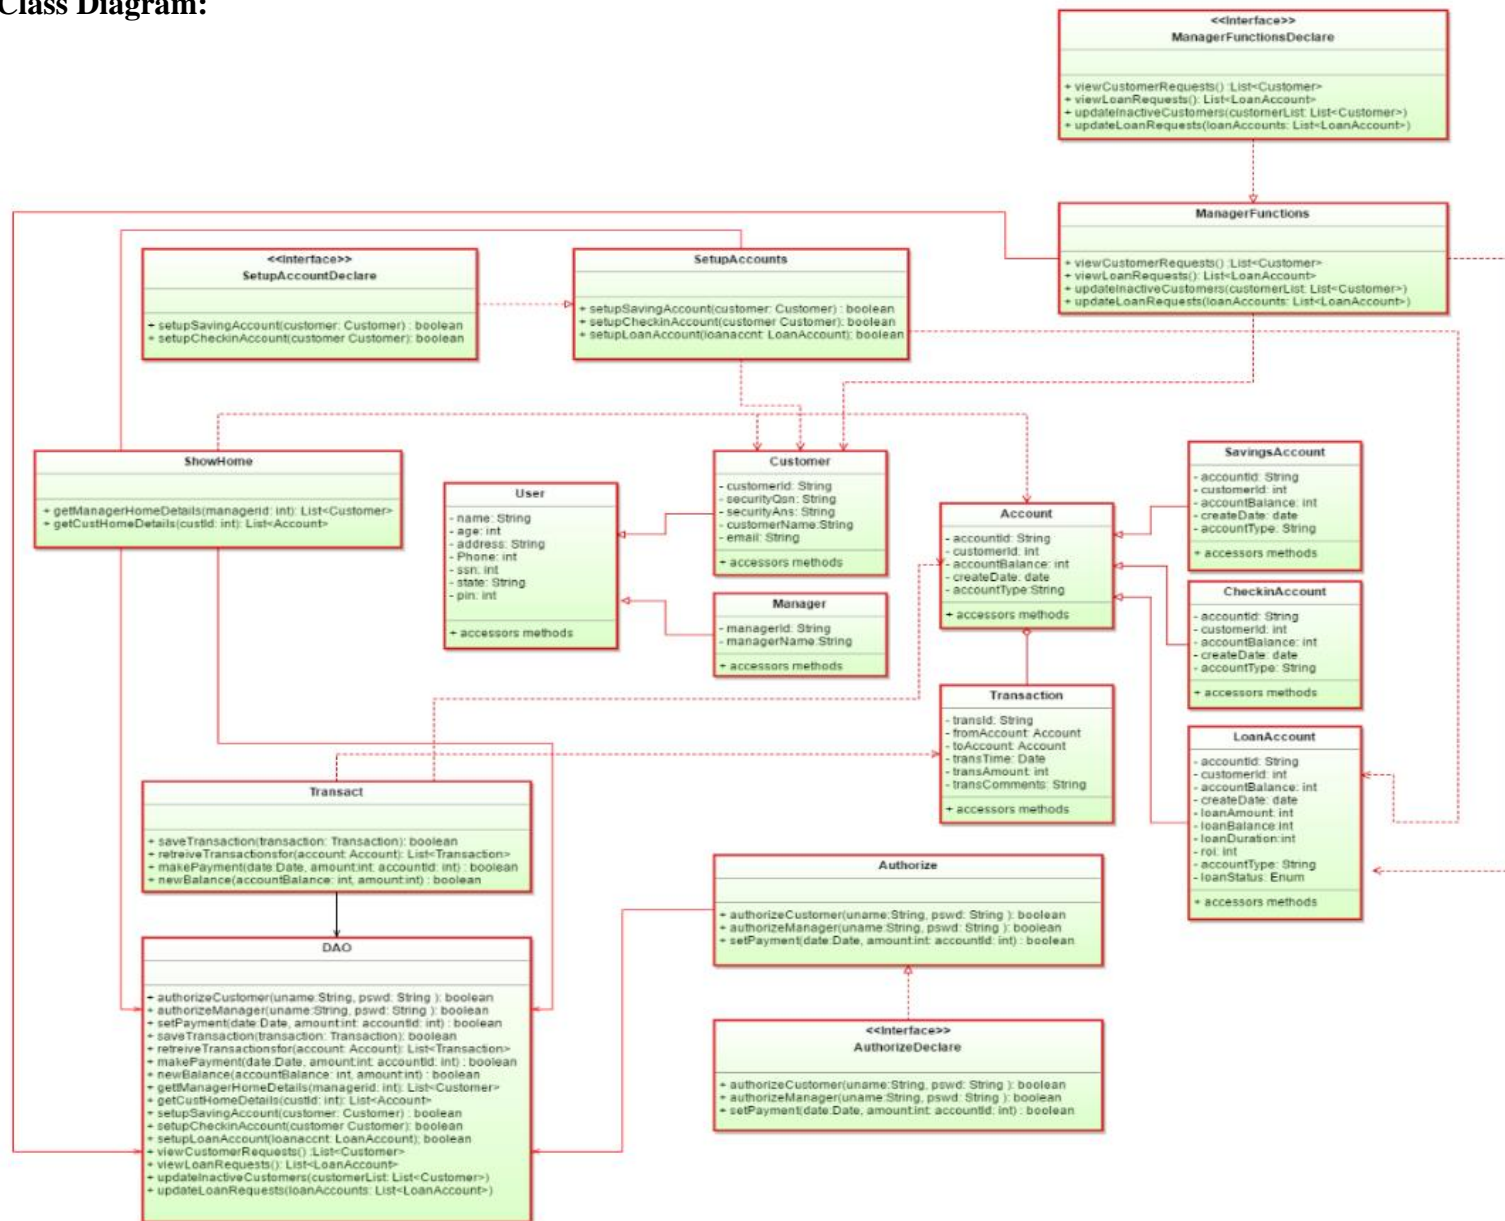 Class Diagram:
<<Interface>>
ManagerFunctionsDeclare
+ viewCustomerRequests() :List<Customer>
+ viewLoanRequests(): List<LoanAccount>
+ updateInactiveCustomers(customerList: List<Customer>)
+ updateLoanRequests(loanAccounts: List<LoanAccount>)
ManagerFunctions
+ viewCustomerRequests() :List<Customer>
+ viewLoanRequests(): List<LoanAccount>
+ updateInactiveCustomers(customerList: List<Customer>)
+ updateLoanRequests(loanAccounts: List<LoanAccount>)
<<Interface>>
SetupAccountDeclare
+ setupSavingAccount(customer: Customer) : boolean
+ setupCheckinAccount(customer Customer): boolean
SetupAccounts
+ setupSavingAccount(customer: Customer) : boolean
+ setupCheckinAccount(customer Customer): boolean
+ setupLoanAccount(loanaccnt: LoanAccount); boolean
ShowHome
+ getManagerHomeDetails(managerid: int): List<Customer>
+ getCustHomeDetails(custId: int): List<Account>
User
- name: String
- age: int
- address: String
- Phone: int
- ssn: int
- state: String
- pin: int
+ accessors methods
Customer
- customerId: String
- securityQsn: String
- securityAns: String
- customerName:String
- email: String
+ accessors methods
Manager
- managerId: String
- managerName:String
+ accessors methods
Account
- accountId: String
- customerId: int
- accountBalance: int
- createDate: date
- accountType:String
+ accessors methods
SavingsAccount
- accountId: String
- customerId: int
- accountBalance: int
- createDate: date
- accountType: String
+ accessors methods
CheckinAccount
- accountId: String
- customerId: int
- accountBalance: int
- createDate: date
- accountType: String
+ accessors methods
Transaction
- transId: String
- fromAccount: Account
- toAccount: Account
- transTime: Date
- transAmount: int
- transComments: String
+ accessors methods
LoanAccount
- accountId: String
- customerId: int
- accountBalance: int
- createDate: date
- loanAmount: int
- loanBalance:int
- loanDuration:int
- roi: int
- accountType: String
- loanStatus: Enum
+ accessors methods
Transact
+ saveTransaction(transaction: Transaction): boolean
+ retreiveTransactionsfor(account: Account): List<Transaction>
+ makePayment(date:Date, amount:int: accountId: int) : boolean
+ newBalance(accountBalance: int, amount:int) : boolean
Authorize
+ authorizeCustomer(uname:String, pswd: String ): boolean
+ authorizeManager(uname:String, pswd: String ): boolean
+ setPayment(date:Date, amount:int: accountId: int) : boolean
<<Interface>>
AuthorizeDeclare
+ authorizeCustomer(uname:String, pswd: String ): boolean
+ authorizeManager(uname:String, pswd: String ): boolean
+ setPayment(date:Date, amount:int: accountId: int) : boolean
DAO
+ authorizeCustomer(uname:String, pswd: String ): boolean
+ authorizeManager(uname:String, pswd: String ): boolean
+ setPayment(date:Date, amount:int: accountId: int) : boolean
+ saveTransaction(transaction: Transaction): boolean
+ retreiveTransactionsfor(account: Account): List<Transaction>
+ makePayment(date:Date, amount:int: accountId: int) : boolean
+ newBalance(accountBalance: int, amount:int) : boolean
+ gettManagerHomeDetails(managerid: int): List<Customer>
+ getCustHomeDetails(custId: int): List<Account>
+ setupSavingAccount(customer: Customer) : boolean
+ setupCheckinAccount(customer Customer): boolean
+ setupLoanAccount(loanaccnt: LoanAccount); boolean
+ viewCustomerRequests() :List<Customer>
+ viewLoanRequests(): List<LoanAccount>
+ updateInactiveCustomers(customerList: List<Customer>)
+ updateLoanRequests(loanAccounts: List<LoanAccount>)